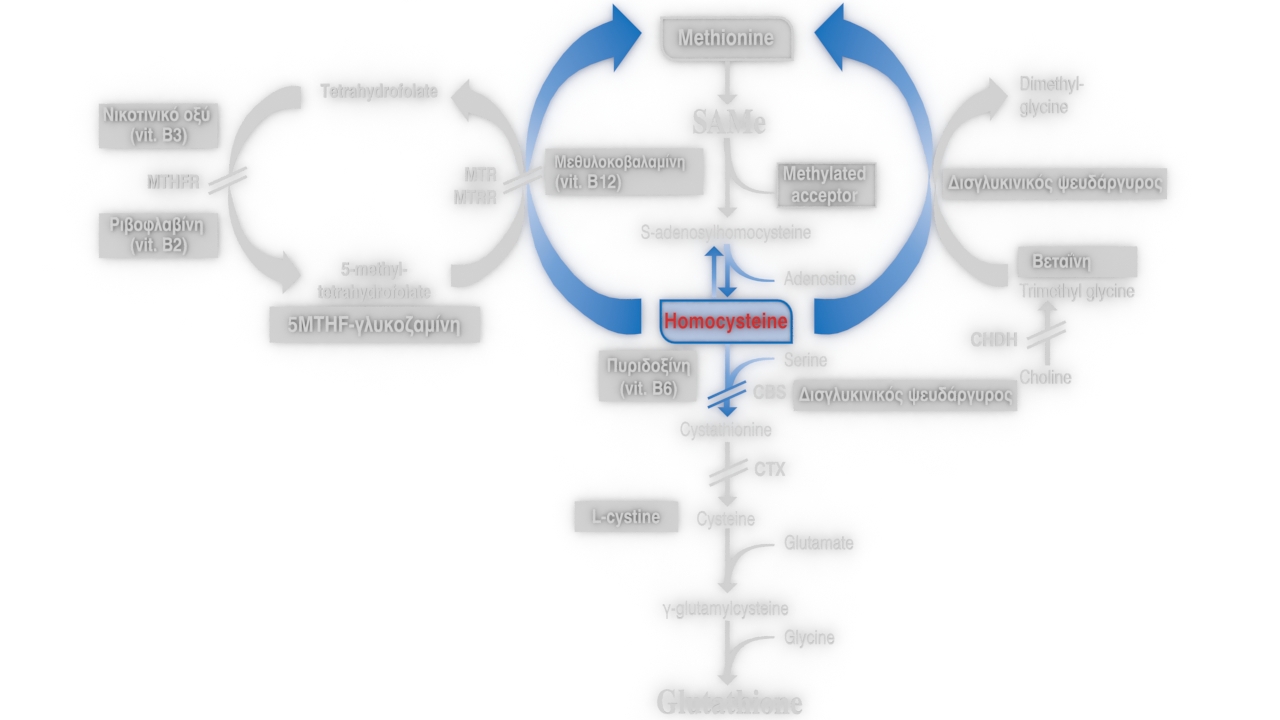 Methionine
Tetrahydrofolate
Dimethyl-
glycine
Νικοτινικό οξύ
(vit. B3)
SAMe
MTHFR
MTR
MTRR
Μεθυλοκοβαλαμίνη
(vit. B12)
Methylated
acceptor
Δισγλυκινικός ψευδάργυρος
Ριβοφλαβίνη
(vit. B2)
S-adenosylhomocysteine
5-methyl-
tetrahydrofolate
Adenosine
Βεταΐνη
Trimethyl glycine
5MTHF-γλυκοζαμίνη
Homocysteine
CHDH
Πυριδοξίνη
(vit. B6)
Serine
CBS
Δισγλυκινικός ψευδάργυρος
Choline
Cystathionine
CTX
L-cystine
Cysteine
Glutamate
γ-glutamylcysteine
Glycine
Glutathione